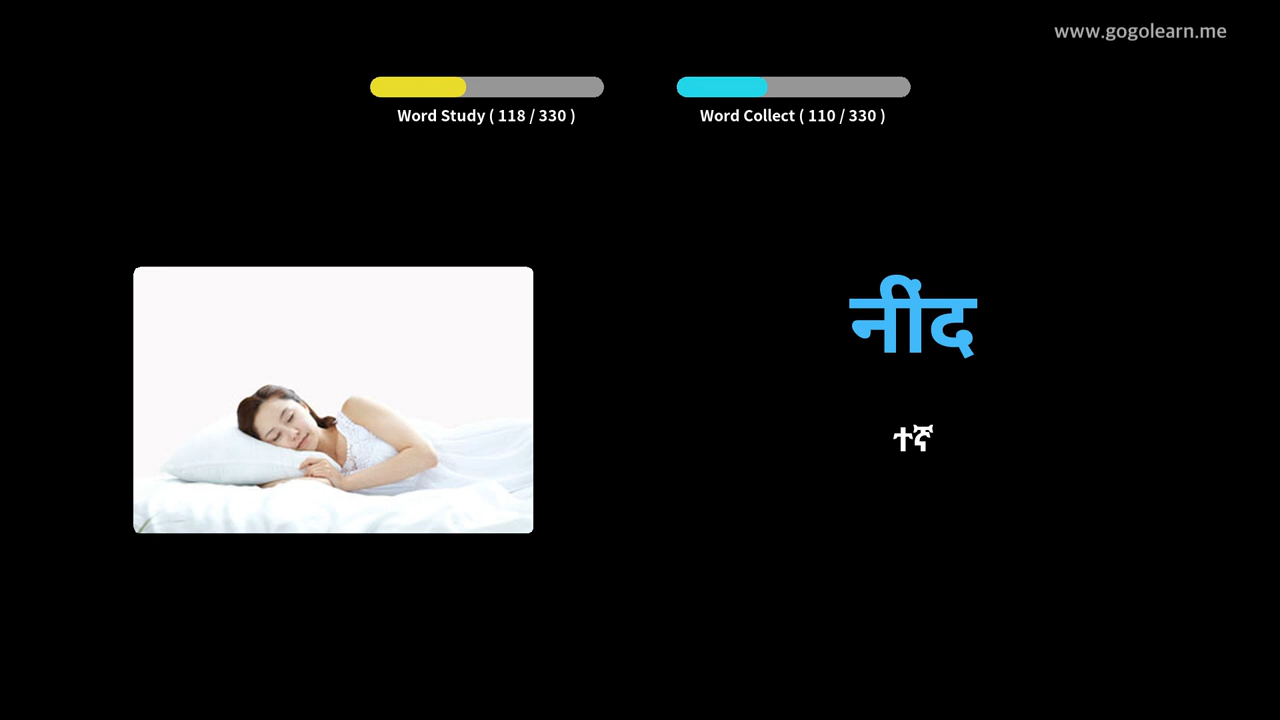 www.gogolearn.me
Word Study ( 118 / 330 )
Word Collect ( 110 / 330 )
नींद
ተኛ